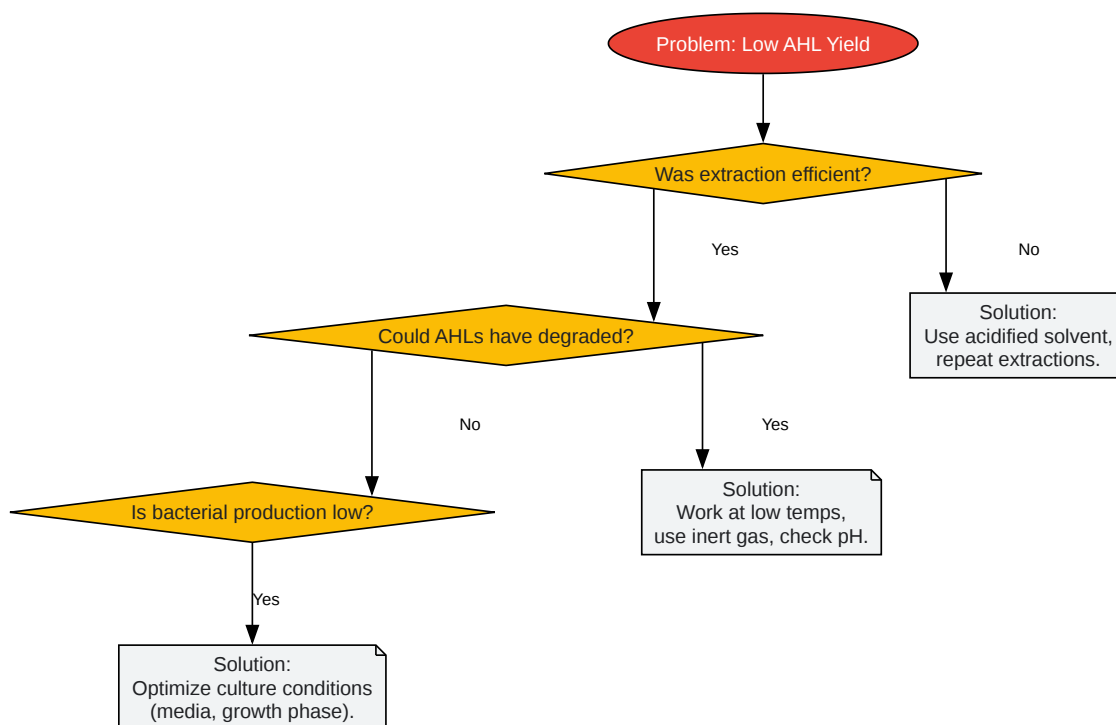 Problem: Low AHL Yield
Was extraction efficient?
Yes
No
Solution:
Use acidified solvent,
repeat extractions.
Could AHLs have degraded?
No
Yes
Solution:
Work at low temps,
use inert gas, check pH.
Is bacterial production low?
Yes
Solution:
Optimize culture conditions
(media, growth phase).